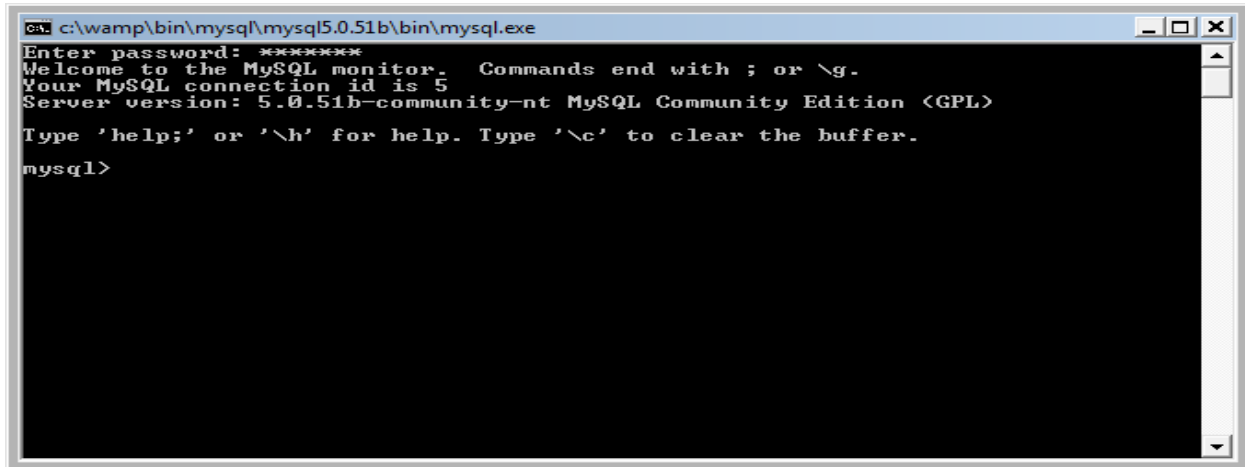 c:\wamp\bin\mysql\mysql5.0.51b\bin\mysql.exe
Enter password: *******
Welcome to the MySQL monitor.  Commands end with ; or \g.
Your MySQL connection id is 5
Server version: 5.0.51b-community-nt MySQL Community Edition (GPL)
Type 'help;' or '\h' for help. Type '\c' to clear the buffer.
mysql>